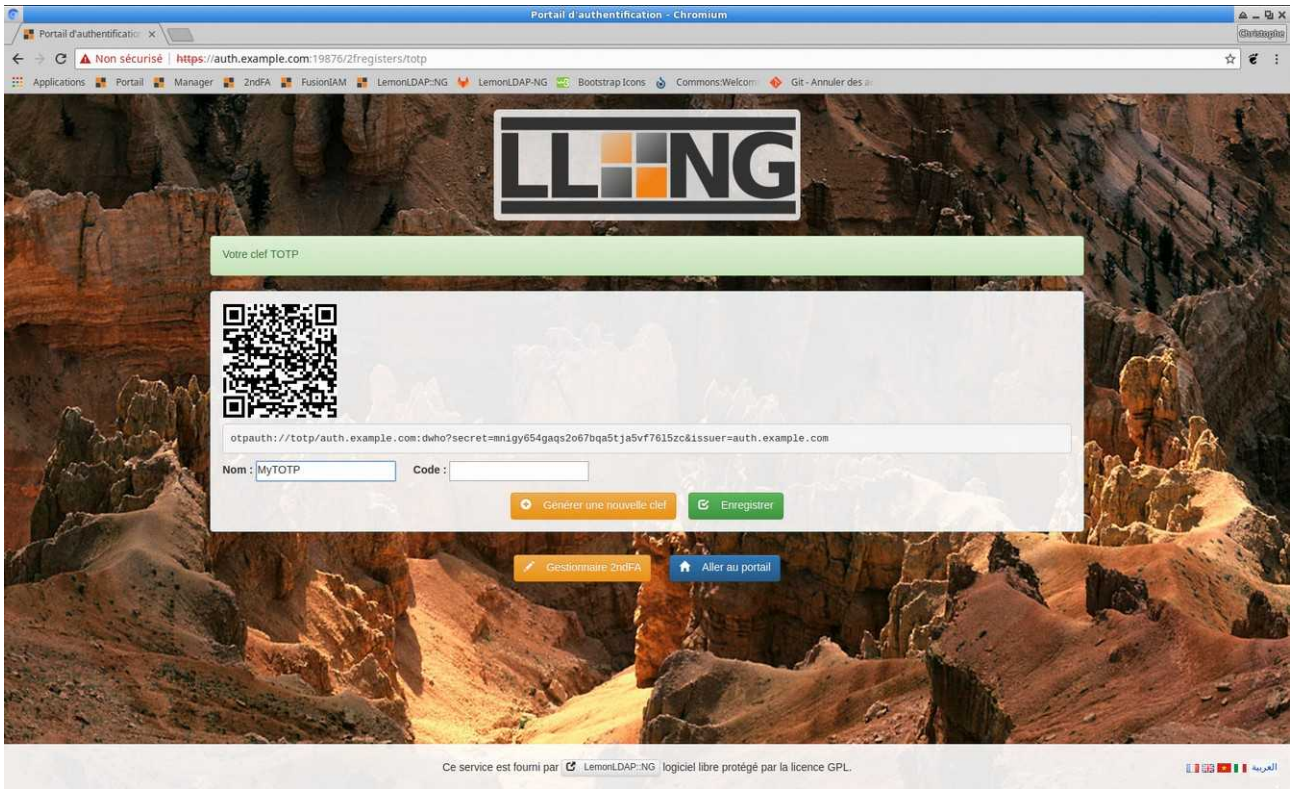 Portail d'authentification - Chromium
Portail d'authentificatio
Christophe
Non sécurisé | https://auth.example.com:19876/2fregisters/totp
Applications Portail Manager 2ndFA FusionIAM LemonLDAP::NG LemonLDAP-NG Bootstrap Icons Commons:Welcom Git - Annuler des a
LL NG
Votre clef TOTP
otpauth://totp/auth.example.com:dwho?secret=mnigy654gaqs2o67bqa5tja5vf76l5zc&issuer=auth.example.com
Nom : MyTOTP Code :
Générer une nouvelle clef Enregistrer
Gestionnaire 2ndFA Aller au portail
Ce service est fourni par LemonLDAP::NG logiciel libre protégé par la licence GPL.
العربية